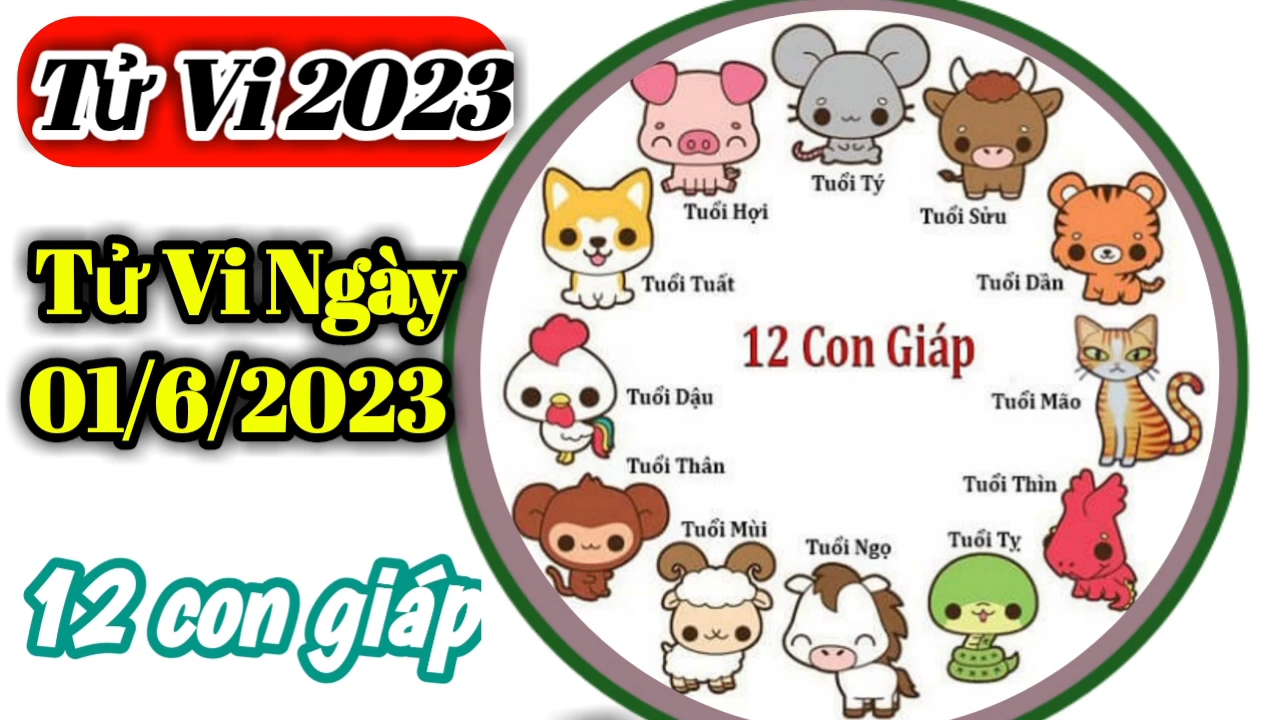 Tử Vi 2023
Tử Vi Ngày
01/6/2023
12 con giáp
Tuổi Tý
Tuổi Hợi
Tuổi Sửu
Tuổi Tuất
Tuổi Dần
12 Con Giáp
Tuổi Dậu
Tuổi Mão
Tuổi Thân
Tuổi Thìn
Tuổi Mùi
Tuổi Ngọ
Tuổi Tỵ